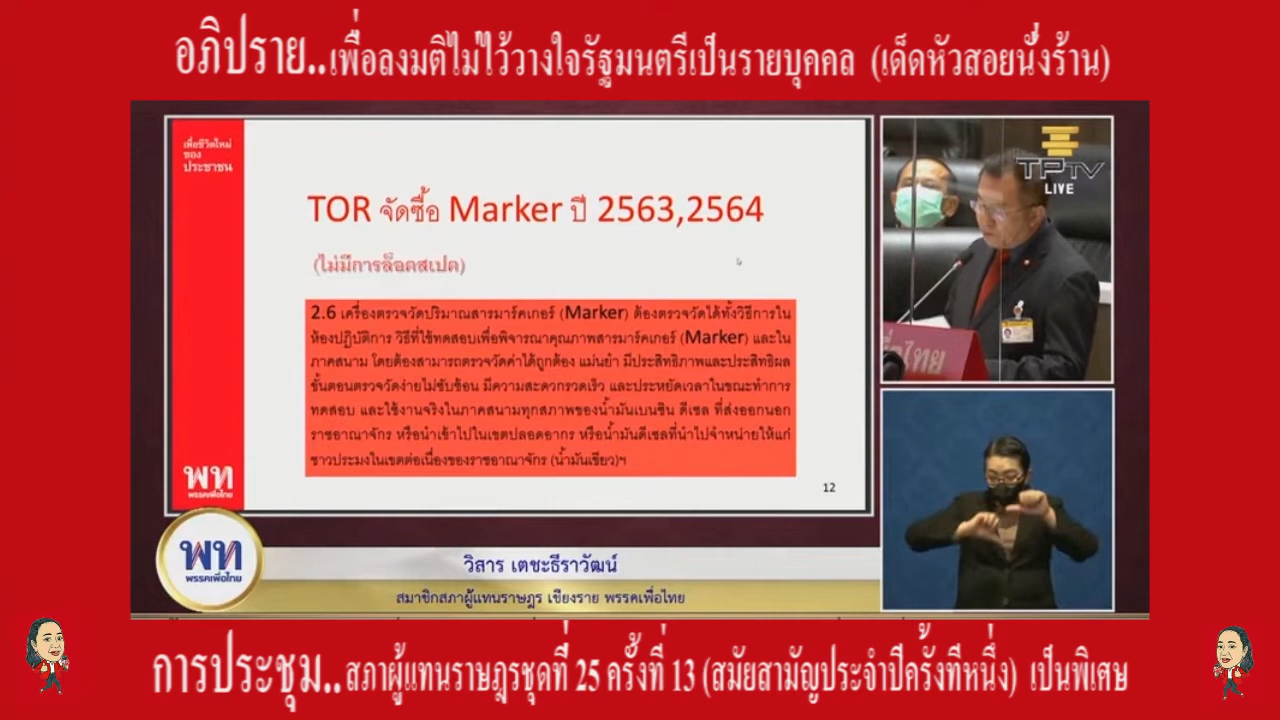 อภิปราย..เพื่อลงมติไม่ไว้วางใจรัฐมนตรีเป็นรายบุคคล (เด็ดหัวสอยนั่งร้าน)
เพื่อชีวิตใหม่
ของ
ประชาชน
TOR จัดซื้อ Marker ปี 2563,2564
(ไม่มีการล็อคสเปค)
2.6 เครื่องตรวจวัดปริมาณสารมาร์คเกอร์ (Marker) ต้องตรวจวัดได้ทั้งวิธีการใน
ห้องปฏิบัติการ วิธีที่ใช้ทดสอบเพื่อพิจารณาคุณภาพสารมาร์คเกอร์ (Marker) และใน
ภาคสนาม โดยต้องสามารถตรวจวัดค่าได้ถูกต้อง แม่นยำ มีประสิทธิภาพและประสิทธิผล
ขั้นตอนตรวจวัดง่ายไม่ซับซ้อน มีความสะดวกรวดเร็ว และประหยัดเวลาในขณะทำการ
ทดสอบ และใช้งานจริงในภาคสนามทุกสภาพของน้ำมันเบนซิน ดีเซล ที่ส่งออกนอก
ราชอาณาจักร หรือนำเข้าไปในเขตปลอดอากร หรือน้ำมันดีเซลที่นำไปจำหน่ายให้แก่
ชาวประมงในเขตต่อเนื่องของราชอาณาจักร (น้ำมันเขียว)ฯ
12
พท
พรรคเพื่อไทย
TPTV
LIVE
เพื่อไทย
พท
พรรคเพื่อไทย
วิสาร เตชะธีราวัฒน์
สมาชิกสภาผู้แทนราษฎร เชียงราย พรรคเพื่อไทย
การประชุม..สภาผู้แทนราษฎรชุดที่ 25 ครั้งที่ 13 (สมัยสามัญประจำปีครั้งที่หนึ่ง) เป็นพิเศษ